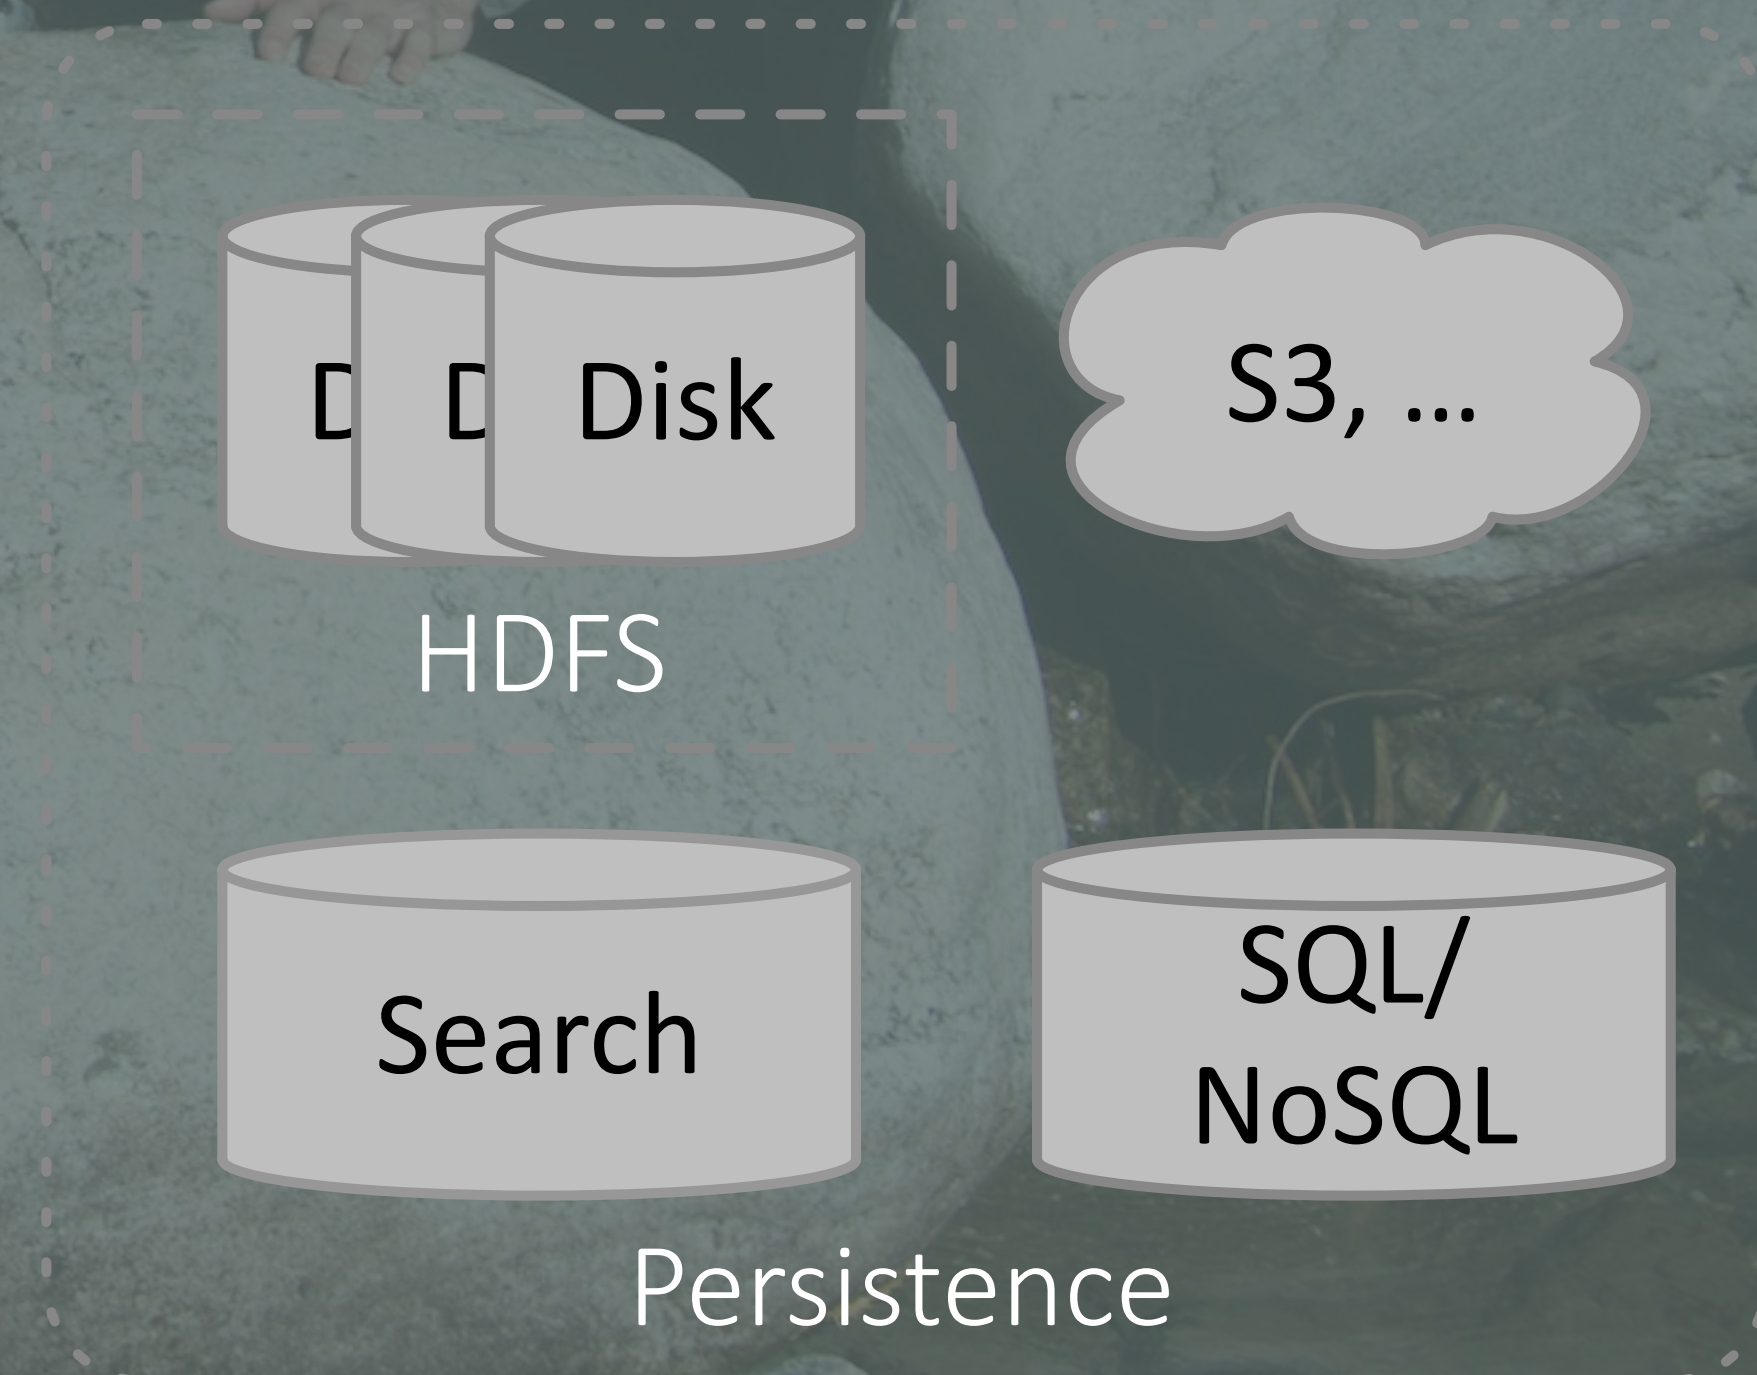 D
D
Disk
S3, ...
HDFS
Search
SQL/
NoSQL
Persistence